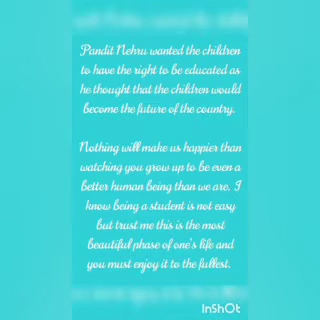 Pandit Nehru wanted the children
to have the right to be educated as
he thought that the children would
become the future of the country.
Nothing will make us happier than
watching you grow up to be even a
better human being than we are. I
know being a student is not easy
but trust me this is the most
beautiful phase of one's life and
you must enjoy it to the fullest.
InShOt